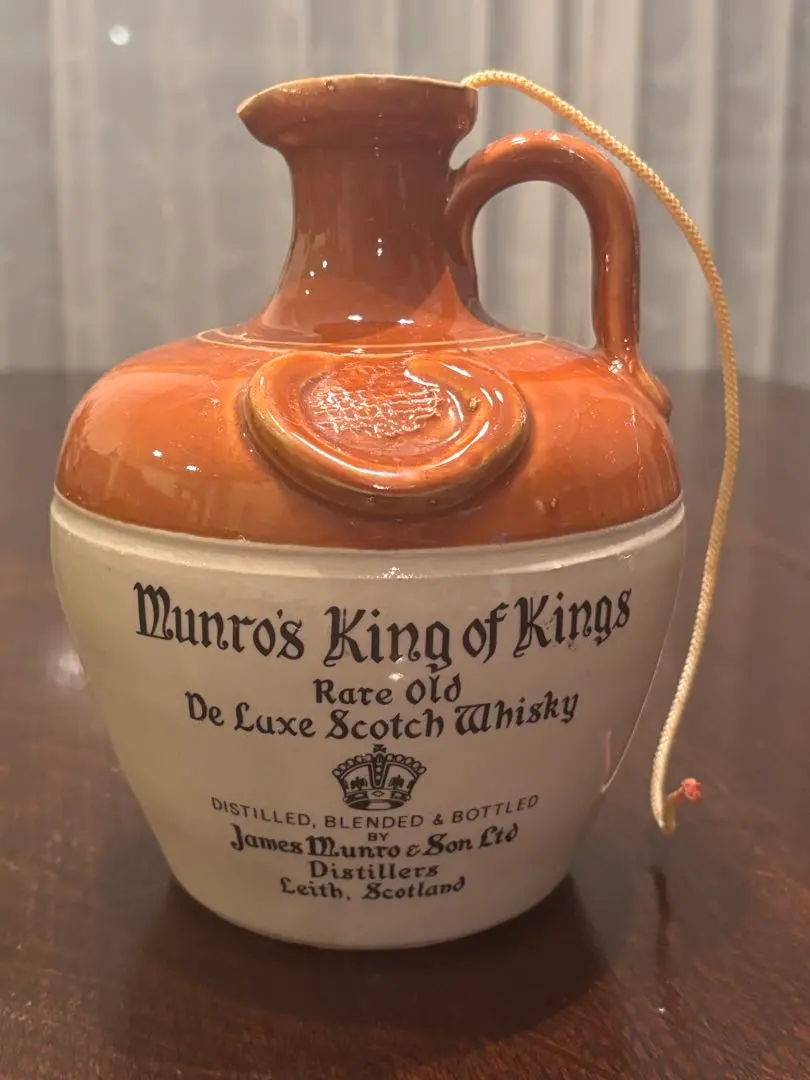 Munro's King of Kings
Rare Old
De Luxe Scotch Whisky
DISTILLED, BLENDED & BOTTLED
BY
James Munro & Son Ltd
Distillers
Leith, Scotland